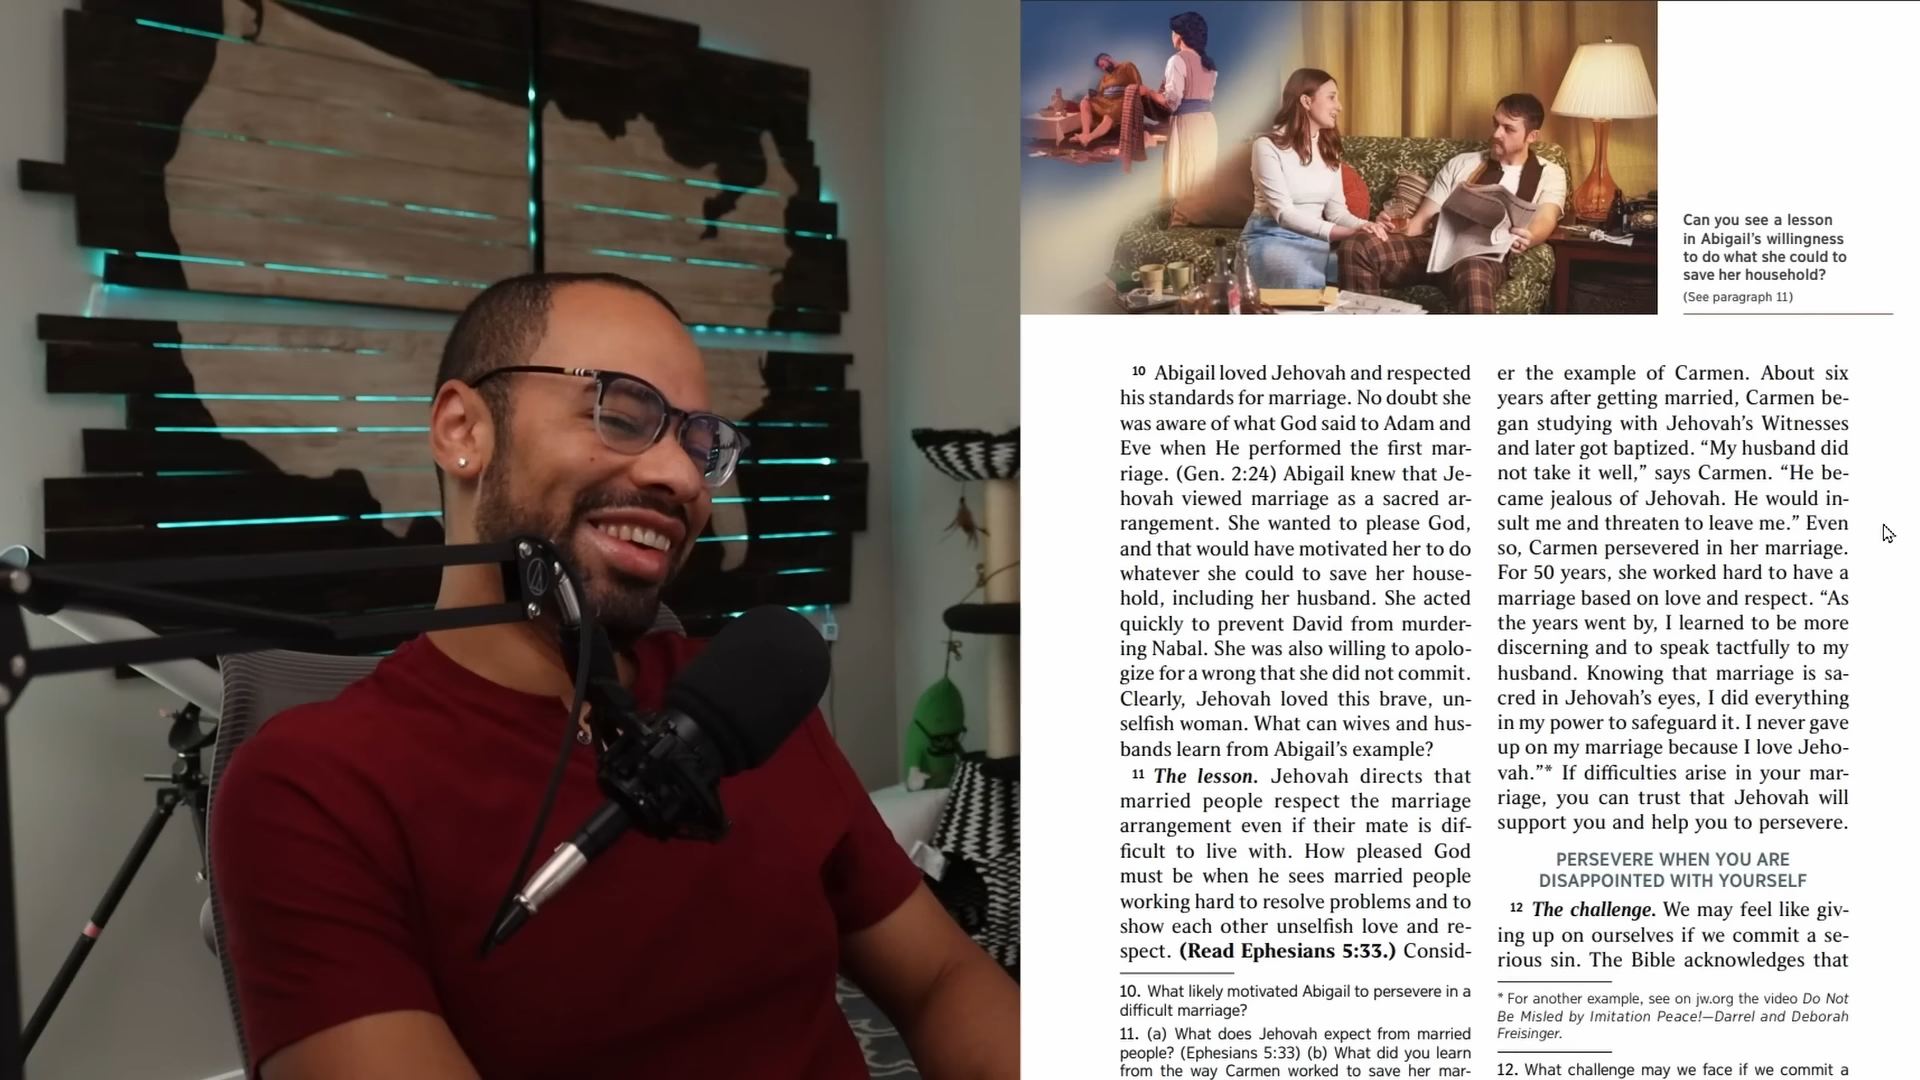 Can you see a lesson
in Abigail's willingness
to do what she could to
save her household?
(See paragraph 11)
10 Abigail loved Jehovah and respected
his standards for marriage. No doubt she
was aware of what God said to Adam and
Eve when He performed the first mar-
riage. (Gen. 2:24) Abigail knew that Je-
hovah viewed marriage as a sacred ar-
rangement. She wanted to please God,
and that would have motivated her to do
whatever she could to save her house-
hold, including her husband. She acted
quickly to prevent David from murder-
ing Nabal. She was also willing to apolo-
gize for a wrong that she did not commit.
Clearly, Jehovah loved this brave, un-
selfish woman. What can wives and hus-
bands learn from Abigail's example?
11 The lesson. Jehovah directs that
married people respect the marriage
arrangement even if their mate is dif-
ficult to live with. How pleased God
must be when he sees married people
working hard to resolve problems and to
show each other unselfish love and re-
spect. (Read Ephesians 5:33.) Consid-
10. What likely motivated Abigail to persevere in a
difficult marriage?
11. (a) What does Jehovah expect from married
people? (Ephesians 5:33) (b) What did you learn
from the way Carmen worked to save her mar-
er the example of Carmen. About six
years after getting married, Carmen be-
gan studying with Jehovah's Witnesses
and later got baptized. “My husband did
not take it well,” says Carmen. “He be-
came jealous of Jehovah. He would in-
sult me and threaten to leave me.” Even
so, Carmen persevered in her marriage.
For 50 years, she worked hard to have a
marriage based on love and respect. “As
the years went by, I learned to be more
discerning and to speak tactfully to my
husband. Knowing that marriage is sa-
cred in Jehovah's eyes, I did everything
in my power to safeguard it. I never gave
up on my marriage because I love Jeho-
vah.”* If difficulties arise in your mar-
riage, you can trust that Jehovah will
support you and help you to persevere.
PERSEVERE WHEN YOU ARE
DISAPPOINTED WITH YOURSELF
12 The challenge. We may feel like giv-
ing up on ourselves if we commit a se-
rious sin. The Bible acknowledges that
* For another example, see on jw.org the video Do Not
Be Misled by Imitation Peace!—Darrel and Deborah
Freisinger.
12. What challenge may we face if we commit a